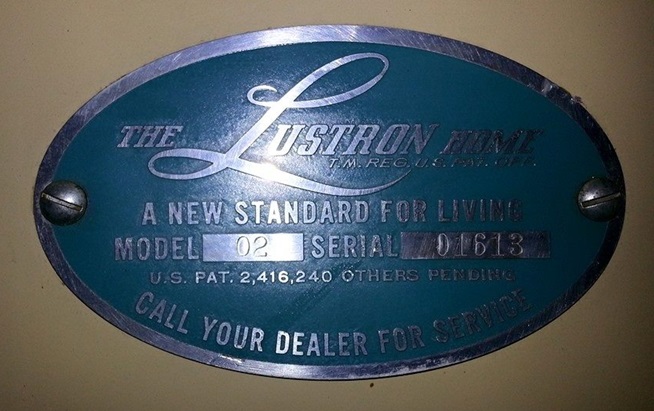 THE LUSTRON HOME
T.M. REG. U.S. PAT. OFF.
A NEW STANDARD FOR LIVING
MODEL 02 SERIAL 01613
U.S. PAT. 2,416,240 OTHERS PENDING
CALL YOUR DEALER FOR SERVICE